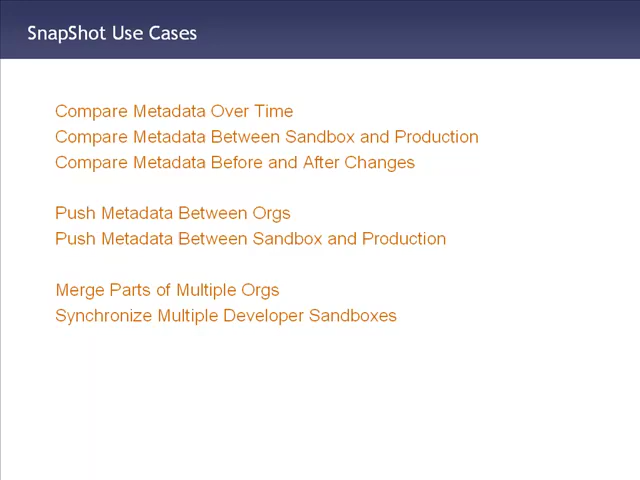 SnapShot Use Cases
Compare Metadata Over Time
Compare Metadata Between Sandbox and Production
Compare Metadata Before and After Changes
Push Metadata Between Orgs
Push Metadata Between Sandbox and Production
Merge Parts of Multiple Orgs
Synchronize Multiple Developer Sandboxes